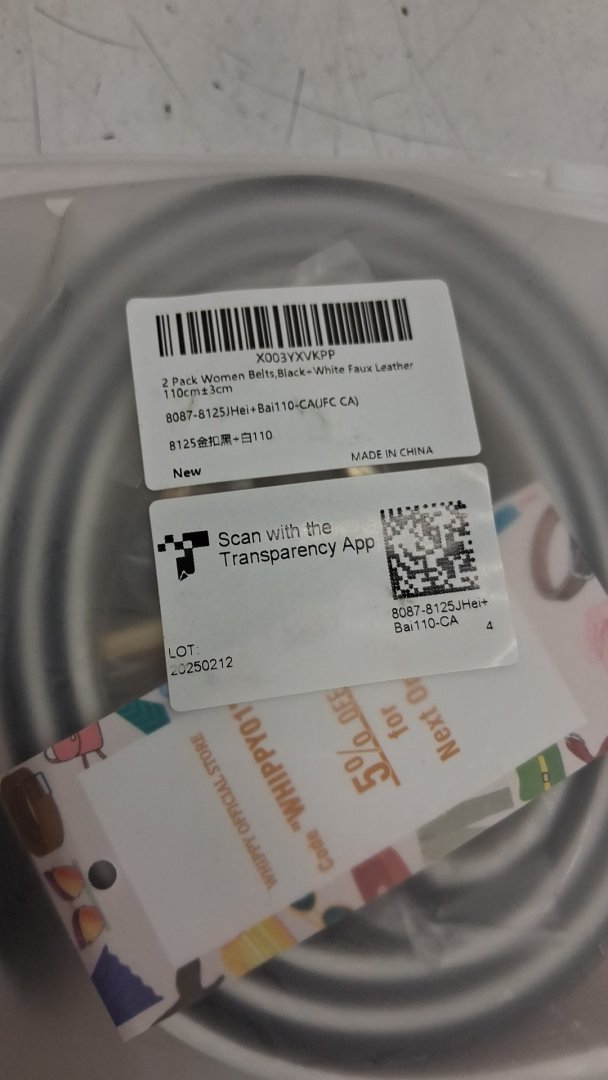 X003YXVKPP
2 Pack Women Belts,Black+White Faux Leather
110cm±3cm
8087-8125JHei+Bai110-CA(JFC CA)
8125金扣黑+白110
New
MADE IN CHINA
Scan with the
Transparency App
8087-8125JHei+
Bai110-CA
4
LOT:
20250212
WHIPPY OFFICIAL STORE
Code "WHIPPY01
5% OFF
for
Next